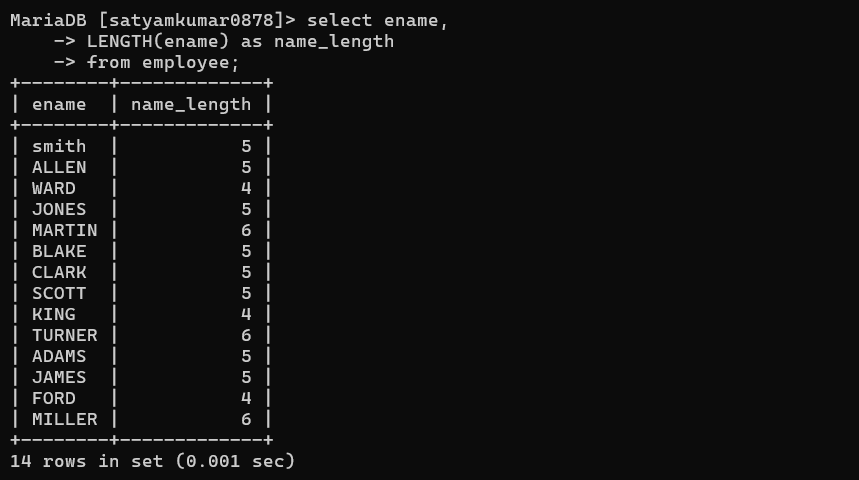 MariaDB [satyamkumar0878]> select ename,
    -> LENGTH(ename) as name_length
    -> from employee;
+--------+-------------+
| ename  | name_length |
+--------+-------------+
| smith  |           5 |
| ALLEN  |           5 |
| WARD   |           4 |
| JONES  |           5 |
| MARTIN |           6 |
| BLAKE  |           5 |
| CLARK  |           5 |
| SCOTT  |           5 |
| KING   |           4 |
| TURNER |           6 |
| ADAMS  |           5 |
| JAMES  |           5 |
| FORD   |           4 |
| MILLER |           6 |
+--------+-------------+
14 rows in set (0.001 sec)